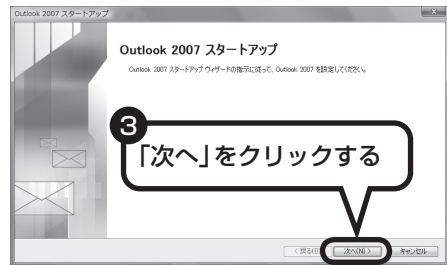 Outlook 2007 スタートアップ
Outlook 2007 スタートアップ
Outlook 2007 スタートアップ ウィザードの指示に従って、Outlook 2007 を設定してください。
3
「次へ」をクリックする
< 戻る(B) 次へ(N) > キャンセル